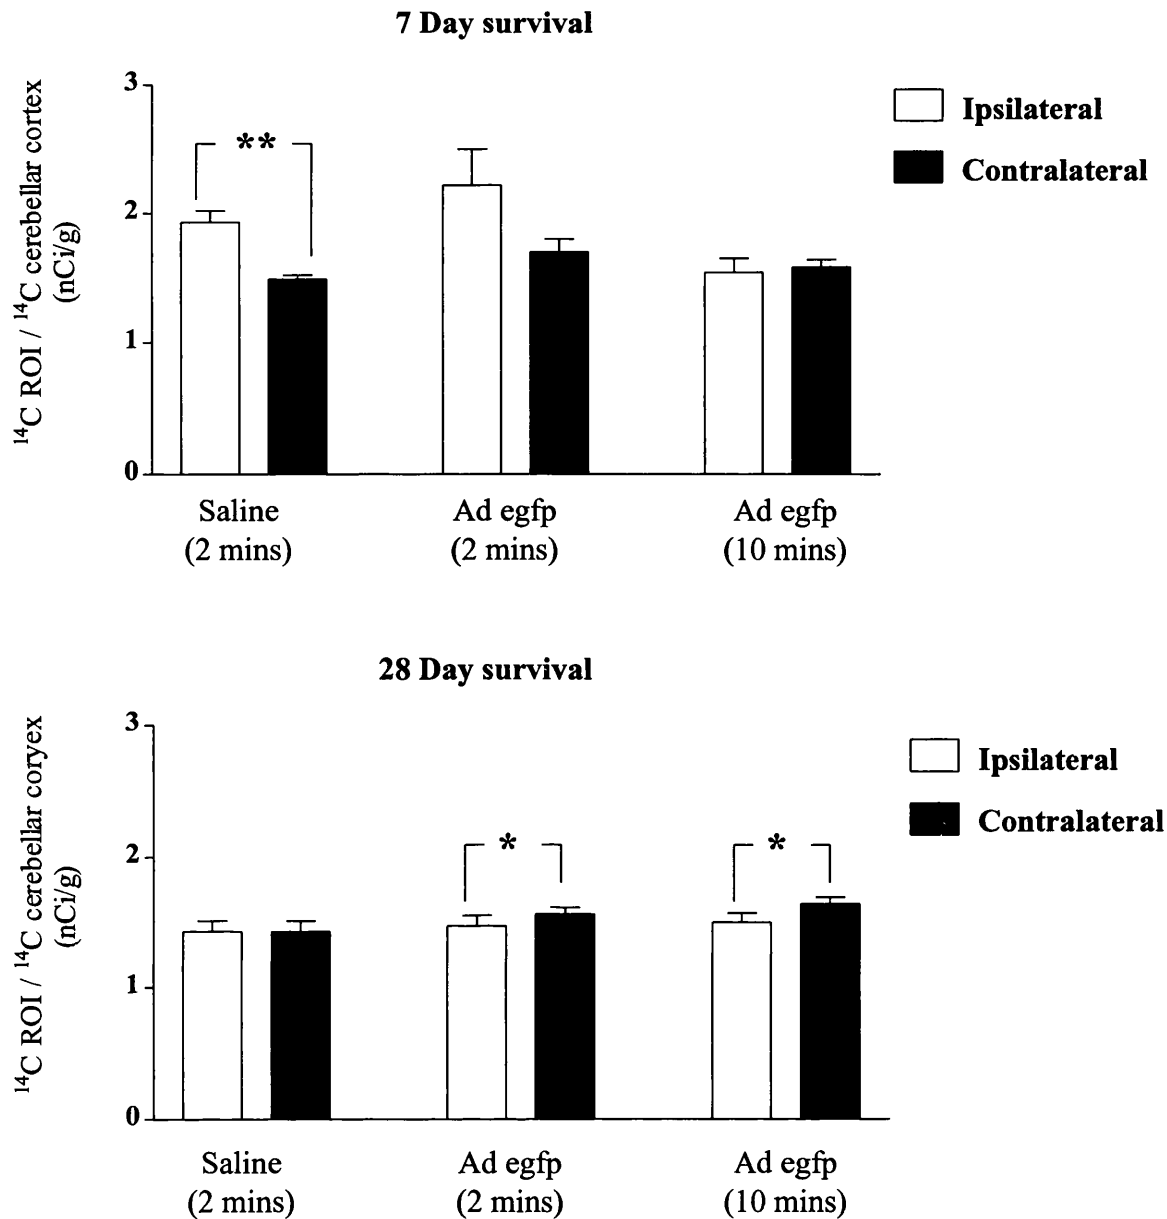 7 Day survival
¹⁴C ROI / ¹⁴C cerebellar cortex
(nCi/g)
3
2
1
0
**
Ipsilateral
Contralateral
Saline
(2 mins)
Ad egfp
(2 mins)
Ad egfp
(10 mins)
28 Day survival
¹⁴C ROI / ¹⁴C cerebellar coryex
(nCi/g)
3
2
1
0
*
*
Ipsilateral
Contralateral
Saline
(2 mins)
Ad egfp
(2 mins)
Ad egfp
(10 mins)